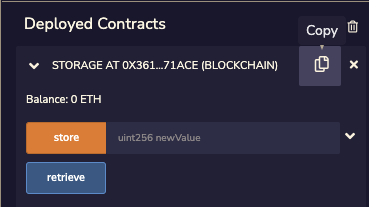 Copy
Deployed Contracts
STORAGE AT 0X361...71ACE (BLOCKCHAIN)
Balance: 0 ETH
store uint256 newValue
retrieve